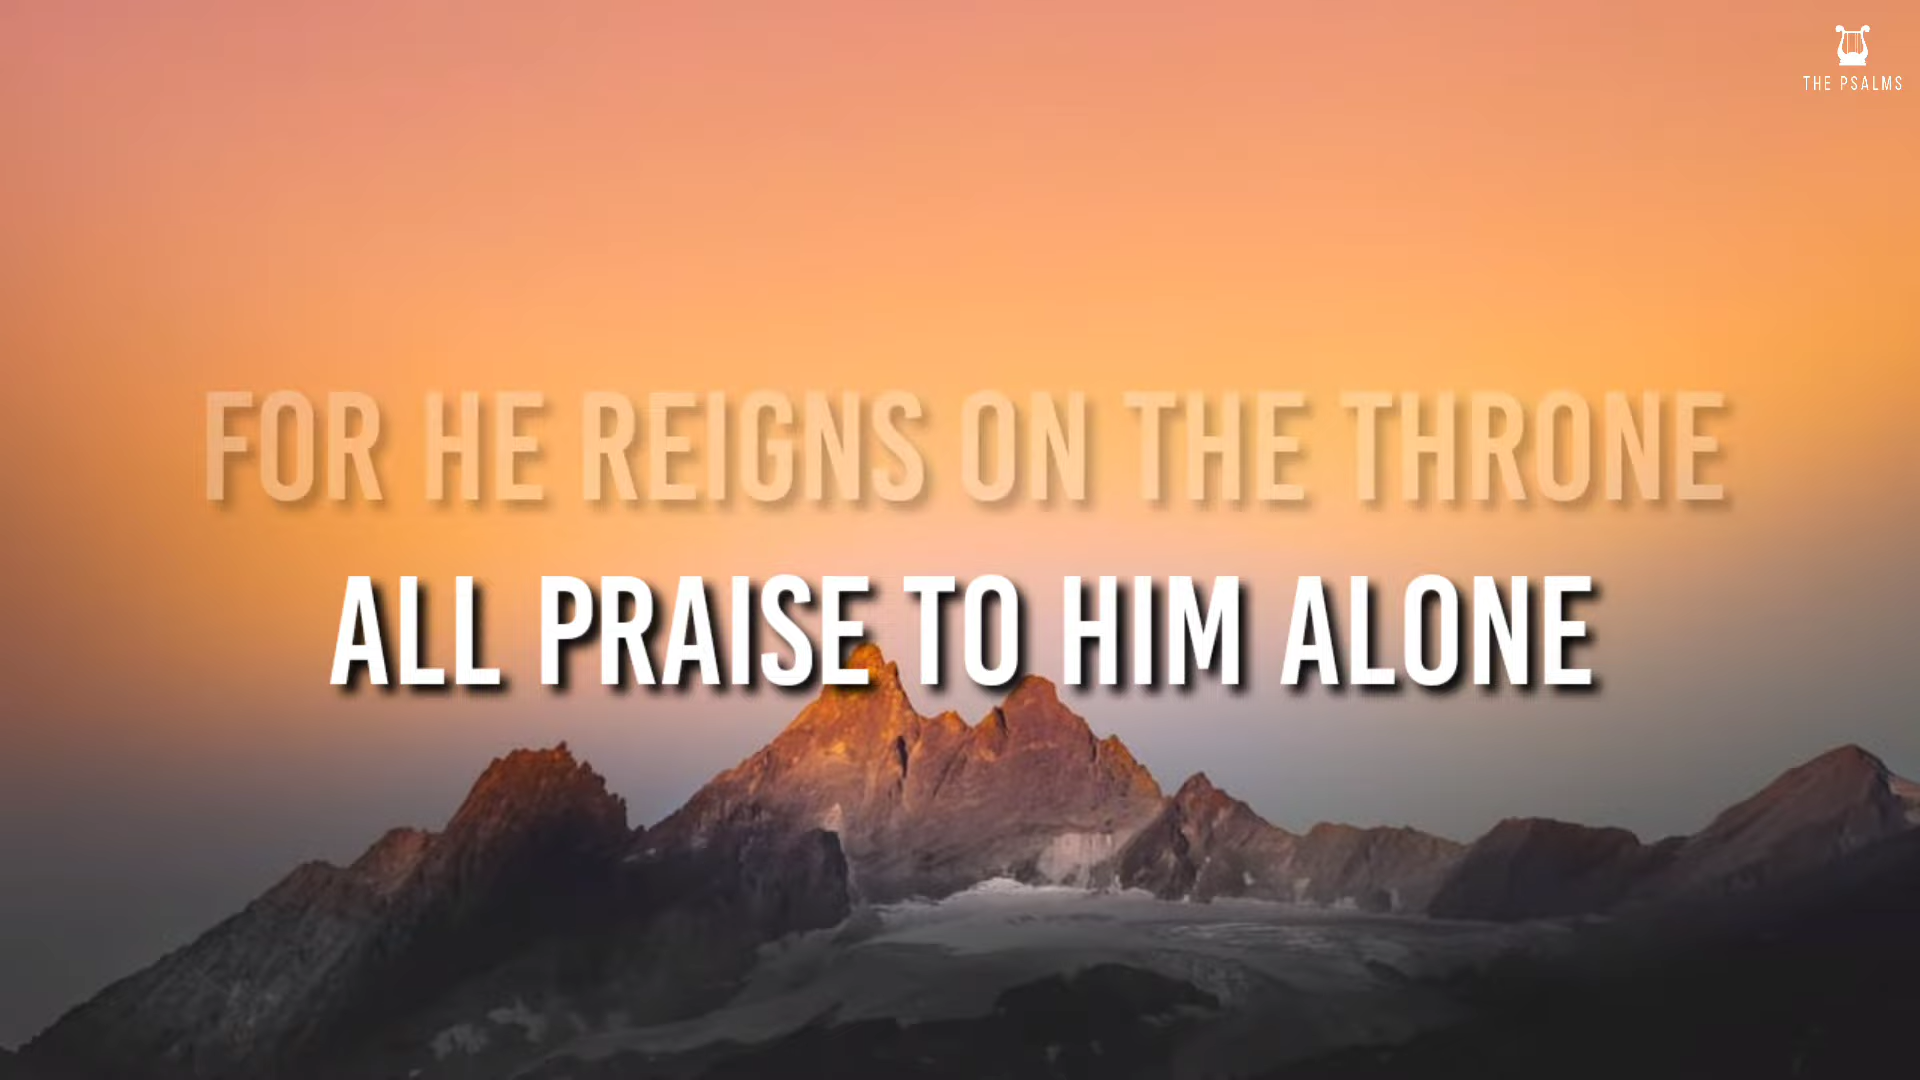 THE PSALMS
FOR HE REIGNS ON THE THRONE
ALL PRAISE TO HIM ALONE